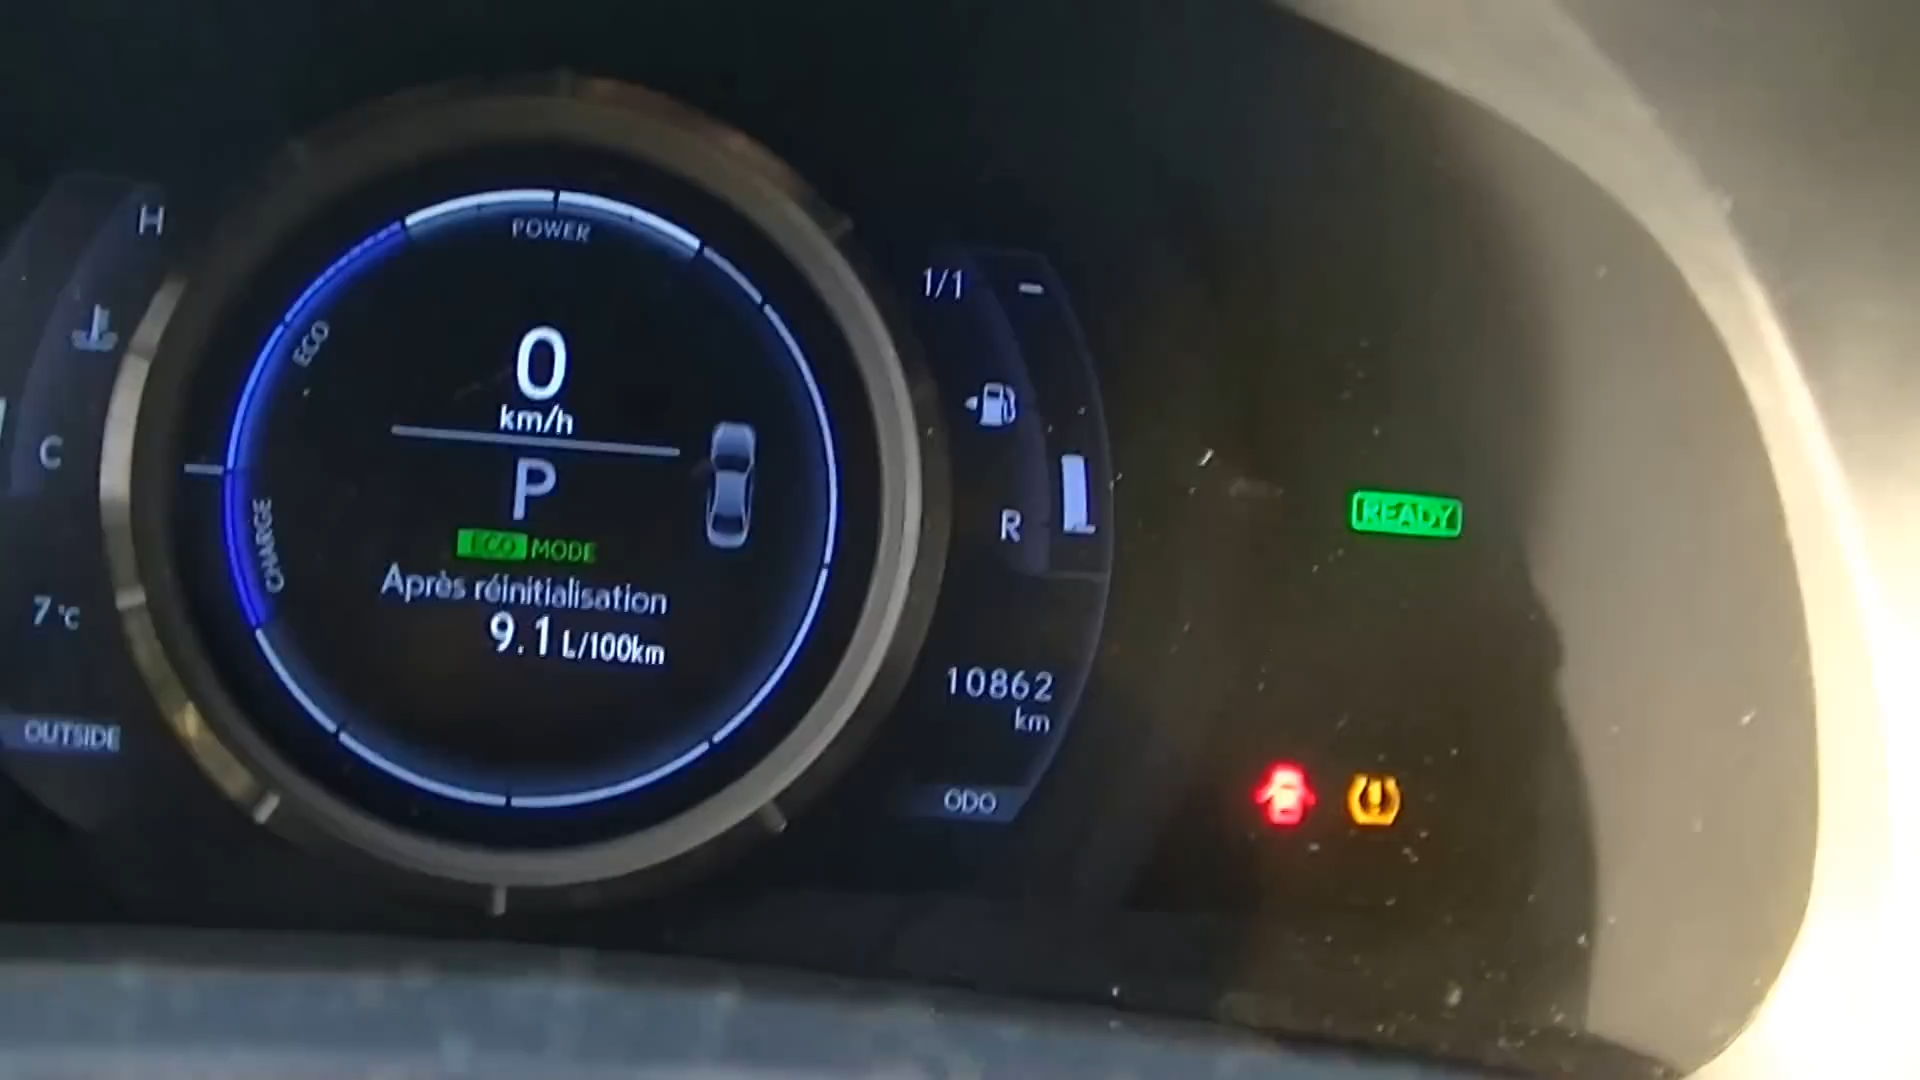 H
C
7 °C
OUTSIDE
POWER
ECO
CHARGE
0
km/h
P
ECO MODE
Après réinitialisation
9.1 L/100km
1/1
R
10862
km
ODO
READY